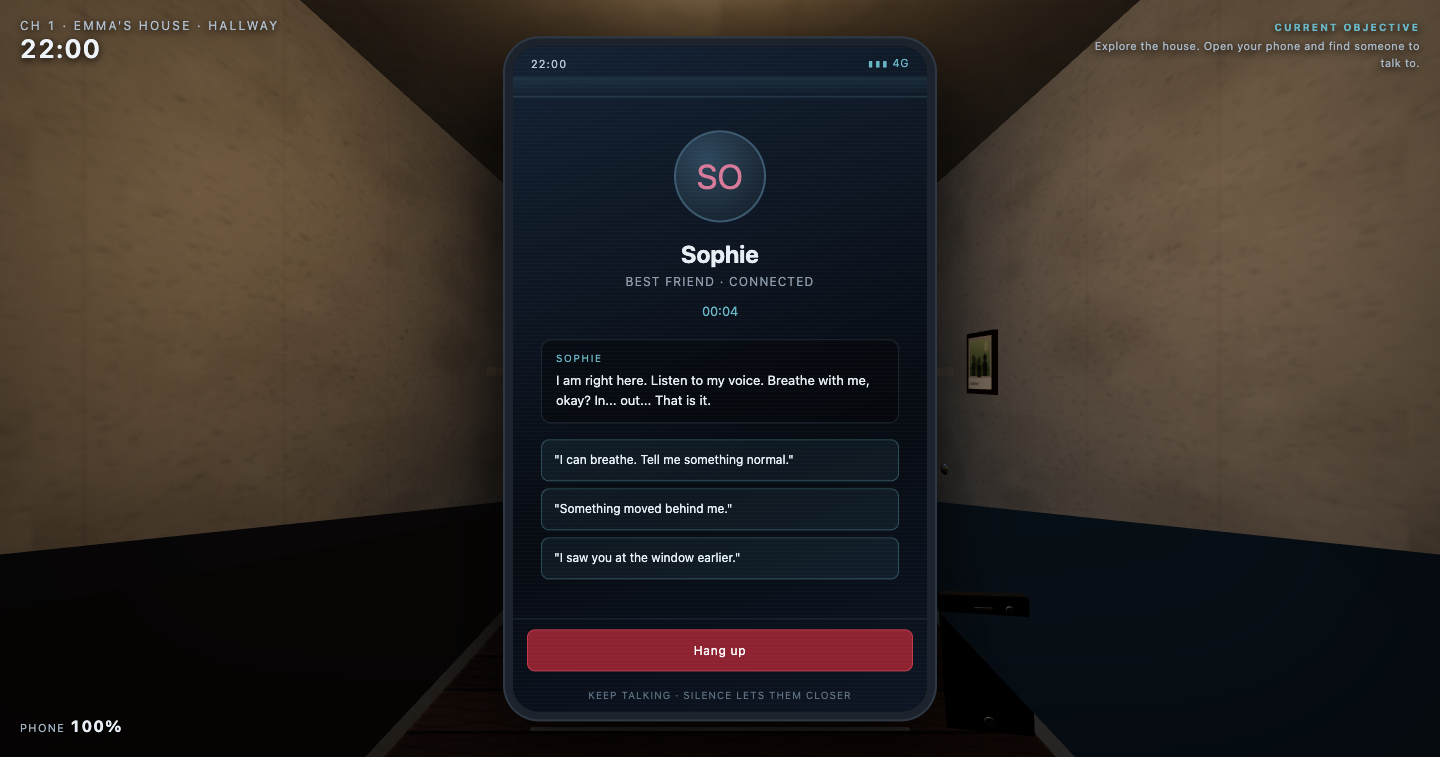 CH 1 · EMMA'S HOUSE · HALLWAY
22:00
CURRENT OBJECTIVE
Explore the house. Open your phone and find someone to
talk to.
22:00
4G
SO
Sophie
BEST FRIEND · CONNECTED
00:04
SOPHIE
I am right here. Listen to my voice. Breathe with me,
okay? In... out... That is it.
"I can breathe. Tell me something normal."
"Something moved behind me."
"I saw you at the window earlier."
Hang up
KEEP TALKING · SILENCE LETS THEM CLOSER
PHONE 100%